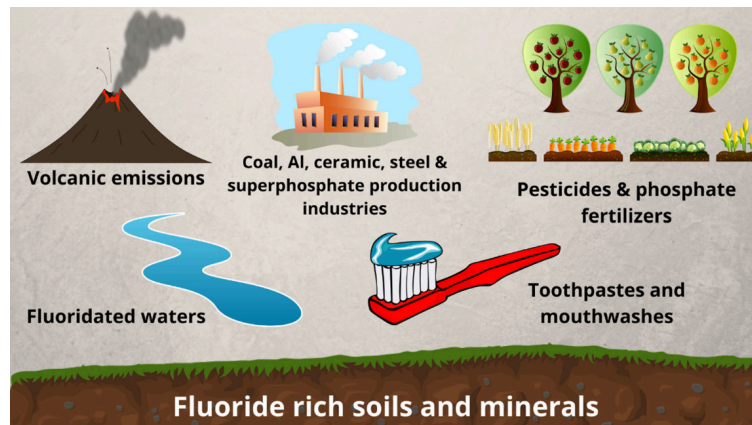 Volcanic emissions
Coal, Al, ceramic, steel &
superphosphate production
industries
Pesticides & phosphate
fertilizers
Fluoridated waters
Toothpastes and
mouthwashes
Fluoride rich soils and minerals